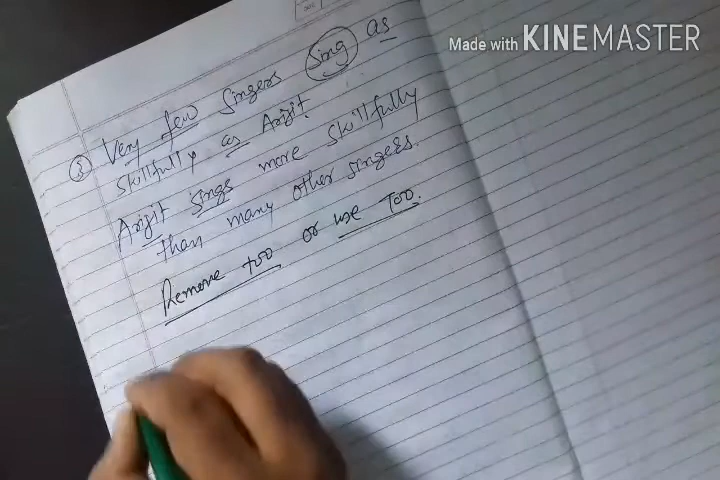 Made with KINEMASTER
③ Very few singers sing as
skillfully as Arijit.
Arijit sings more skillfully
than many other singers.
Remove too or use Too.